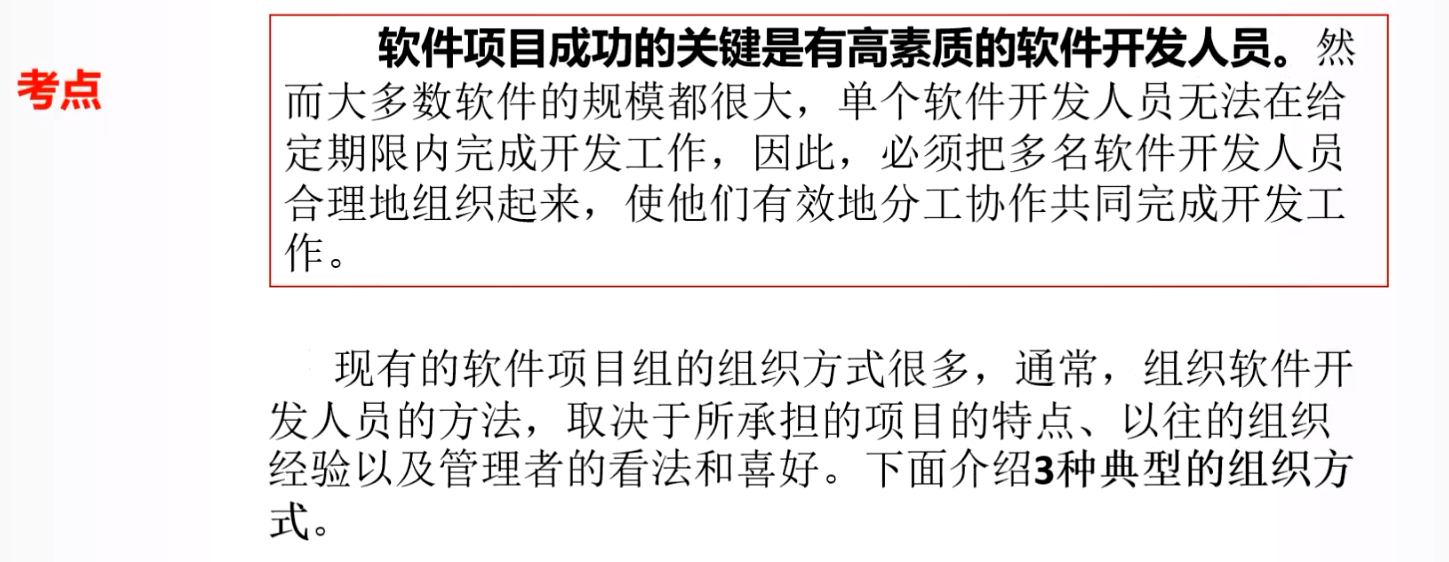 考点
软件项目成功的关键是有高素质的软件开发人员。然
而大多数软件的规模都很大，单个软件开发人员无法在给
定期限内完成开发工作，因此，必须把多名软件开发人员
合理地组织起来，使他们有效地分工协作共同完成开发工
作。
现有的软件项目组的组织方式很多，通常，组织软件开
发人员的方法，取决于所承担的项目的特点、以往的组织
经验以及管理者的看法和喜好。下面介绍3种典型的组织方
式。